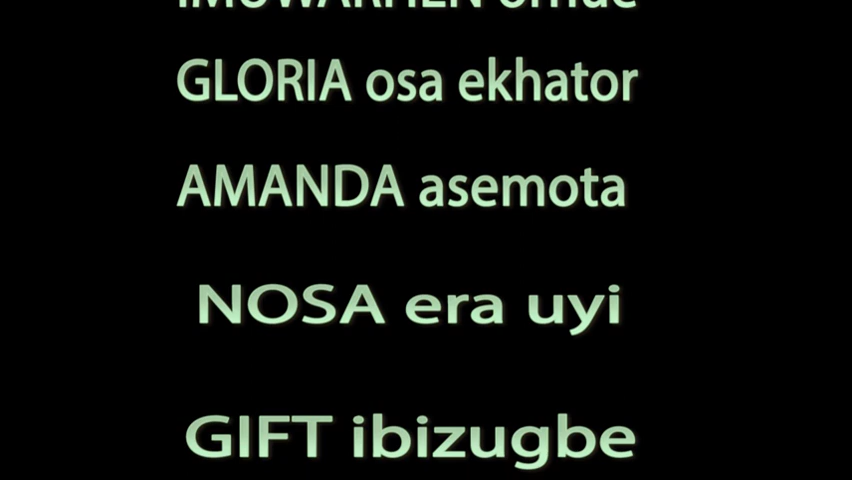 GLORIA osa ekhator
AMANDA asemota
NOSA era uyi
GIFT ibizugbe